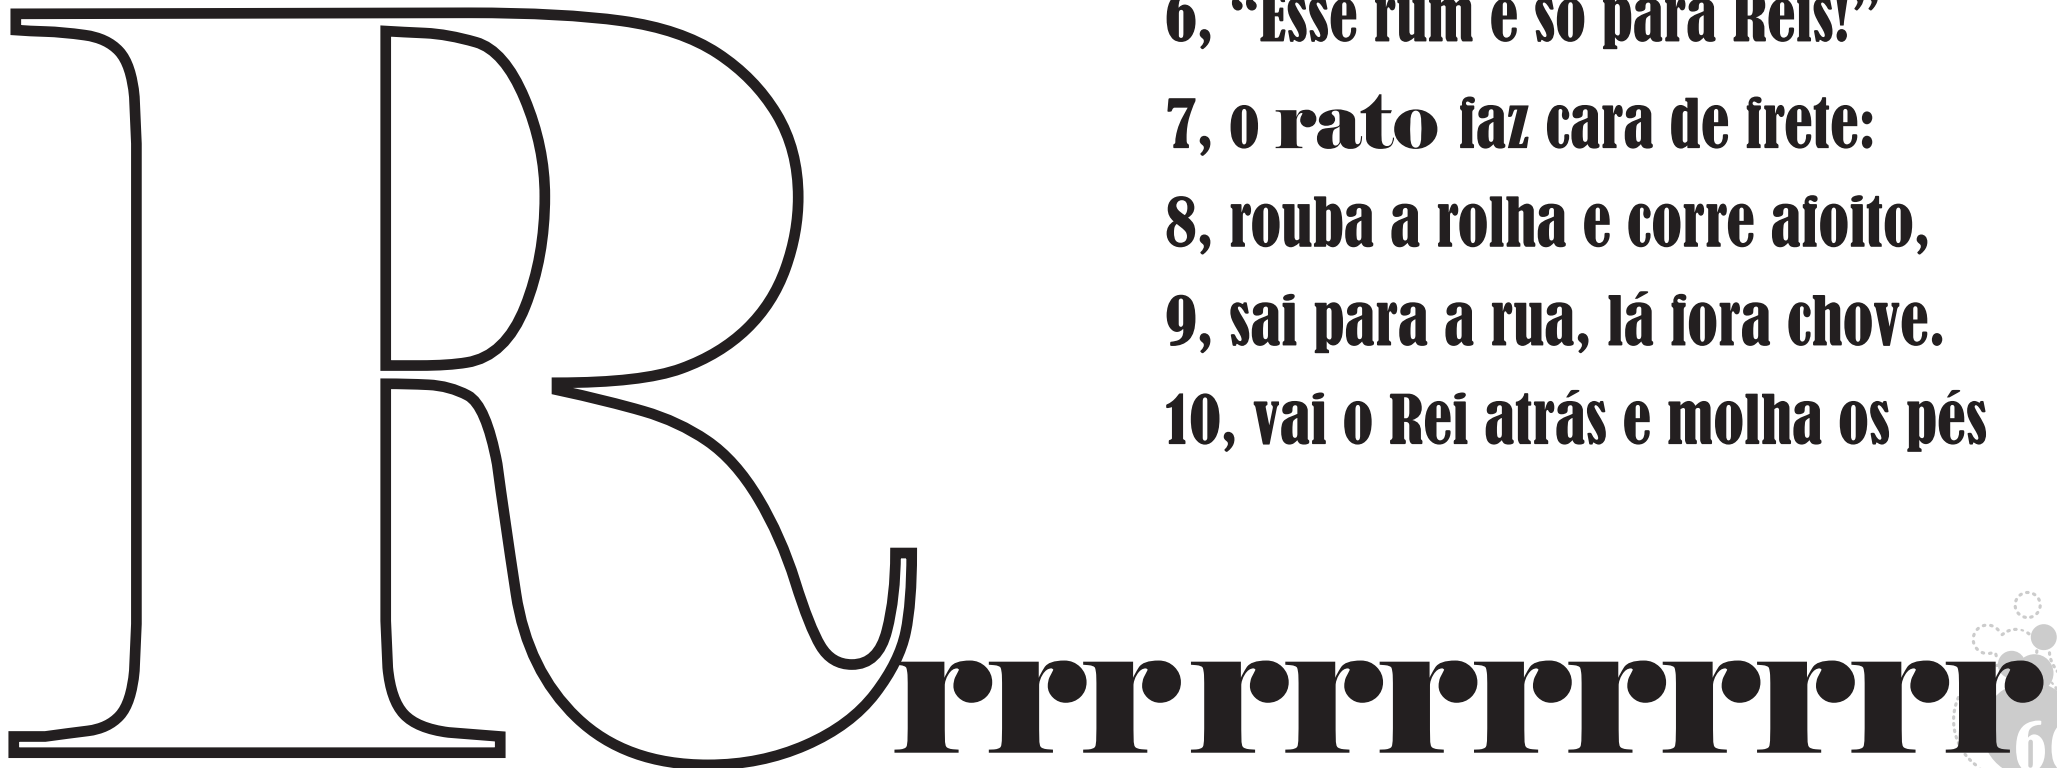 6, “Esse rum é só para Reis!”
7, o rato faz cara de frete:
8, rouba a rolha e corre afoito,
9, sai para a rua, lá fora chove.
10, vai o Rei atrás e molha os pés
Rrrrrrrrrrrrr